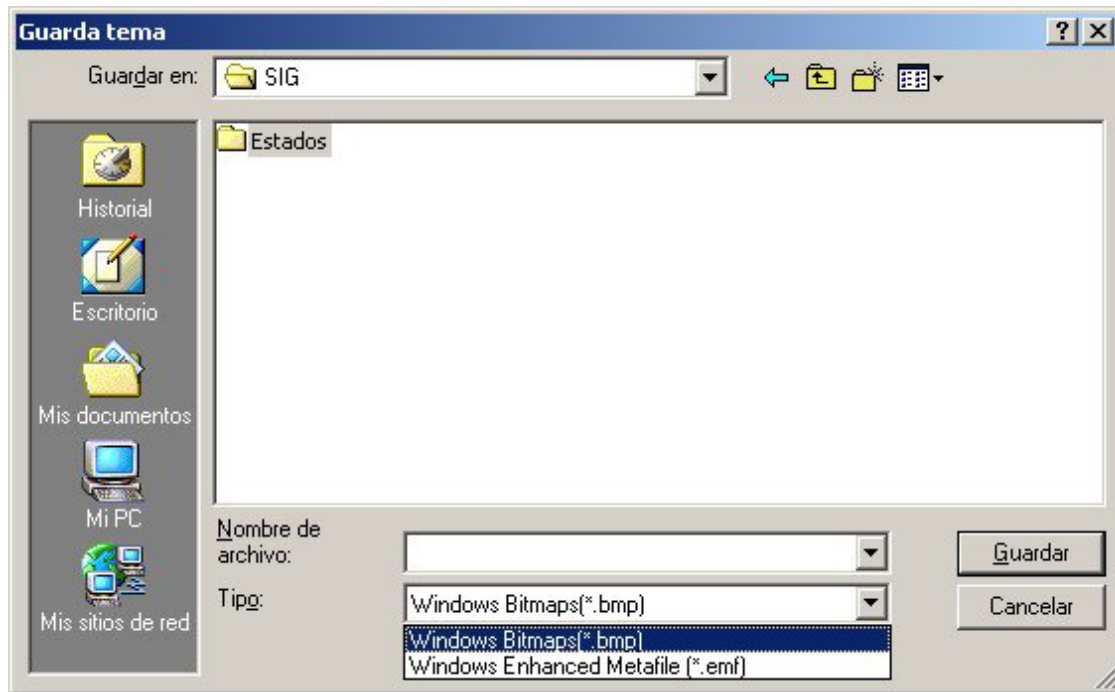 Guarda tema
Guardar en:
SIG
Estados
Historial
Escritorio
Mis documentos
Mi PC
Mis sitios de red
Nombre de
archivo:
Guardar
Tipo:
Windows Bitmaps(*.bmp)
Cancelar
Windows Bitmaps(*.bmp)
Windows Enhanced Metafile (*.emf)